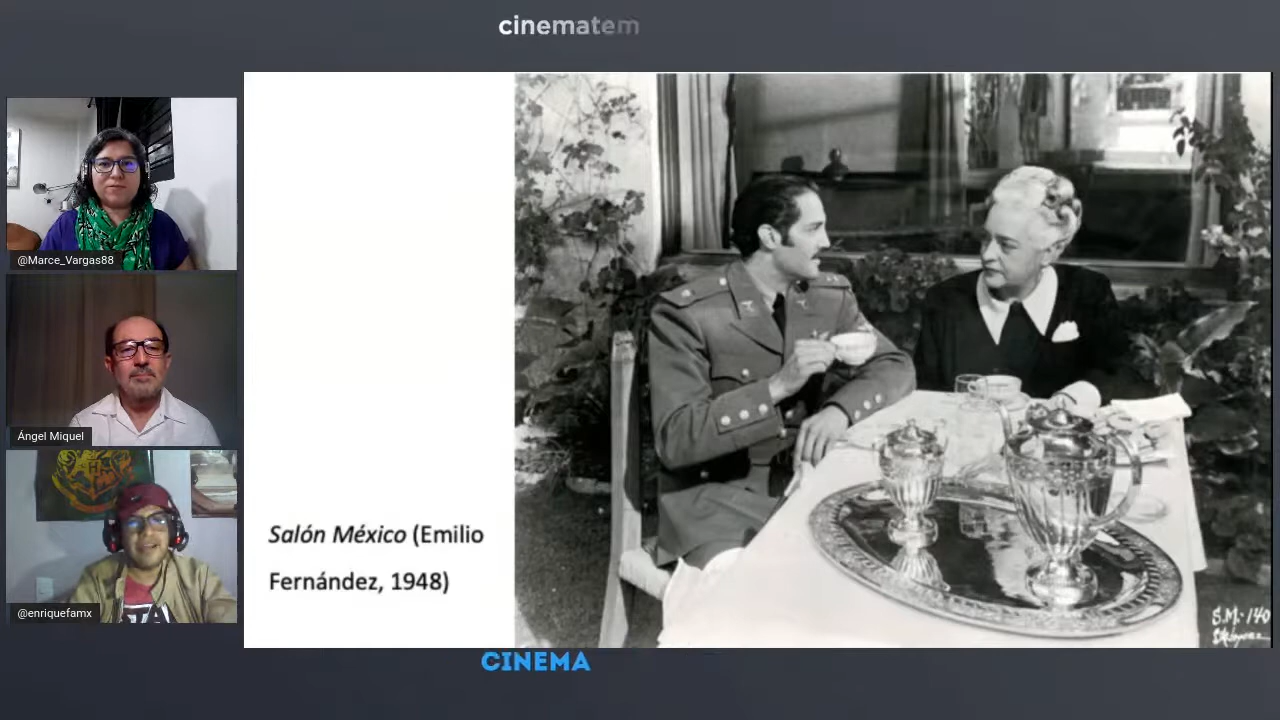 cinematem
@Marce_Vargas88
Ángel Miquel
@enriquefamx
Salón México (Emilio
Fernández, 1948)
S.M.-140
CINEMA